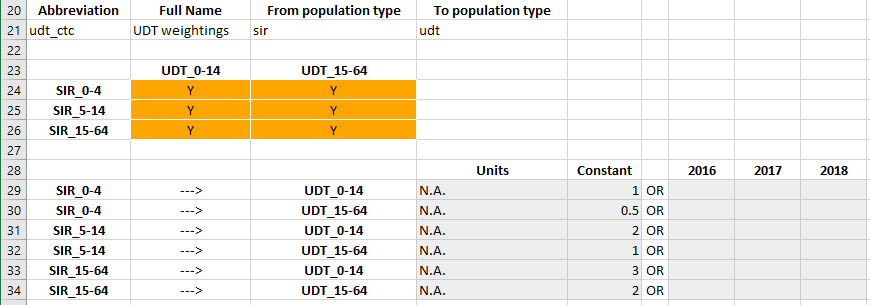 20 Abbreviation Full Name From population type To population type
21 udt_ctc UDT weightings sir udt
22
23 UDT_0-14 UDT_15-64
24 SIR_0-4 Y Y
25 SIR_5-14 Y Y
26 SIR_15-64 Y Y
27
28 Units Constant 2016 2017 2018
29 SIR_0-4 ---> UDT_0-14 N.A. 1 OR
30 SIR_0-4 ---> UDT_15-64 N.A. 0.5 OR
31 SIR_5-14 ---> UDT_0-14 N.A. 2 OR
32 SIR_5-14 ---> UDT_15-64 N.A. 1 OR
33 SIR_15-64 ---> UDT_0-14 N.A. 3 OR
34 SIR_15-64 ---> UDT_15-64 N.A. 2 OR